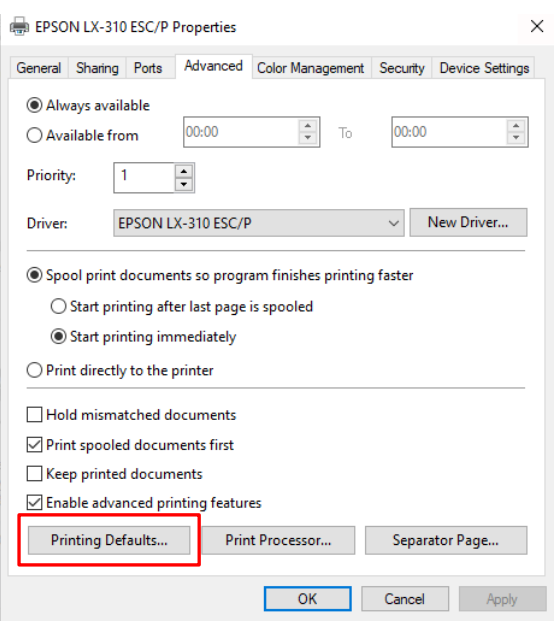 EPSON LX-310 ESC/P Properties
General Sharing Ports Advanced Color Management Security Device Settings
Always available
Available from 00:00 To 00:00
Priority: 1
Driver: EPSON LX-310 ESC/P New Driver...
Spool print documents so program finishes printing faster
Start printing after last page is spooled
Start printing immediately
Print directly to the printer
Hold mismatched documents
Print spooled documents first
Keep printed documents
Enable advanced printing features
Printing Defaults... Print Processor... Separator Page...
OK Cancel Apply